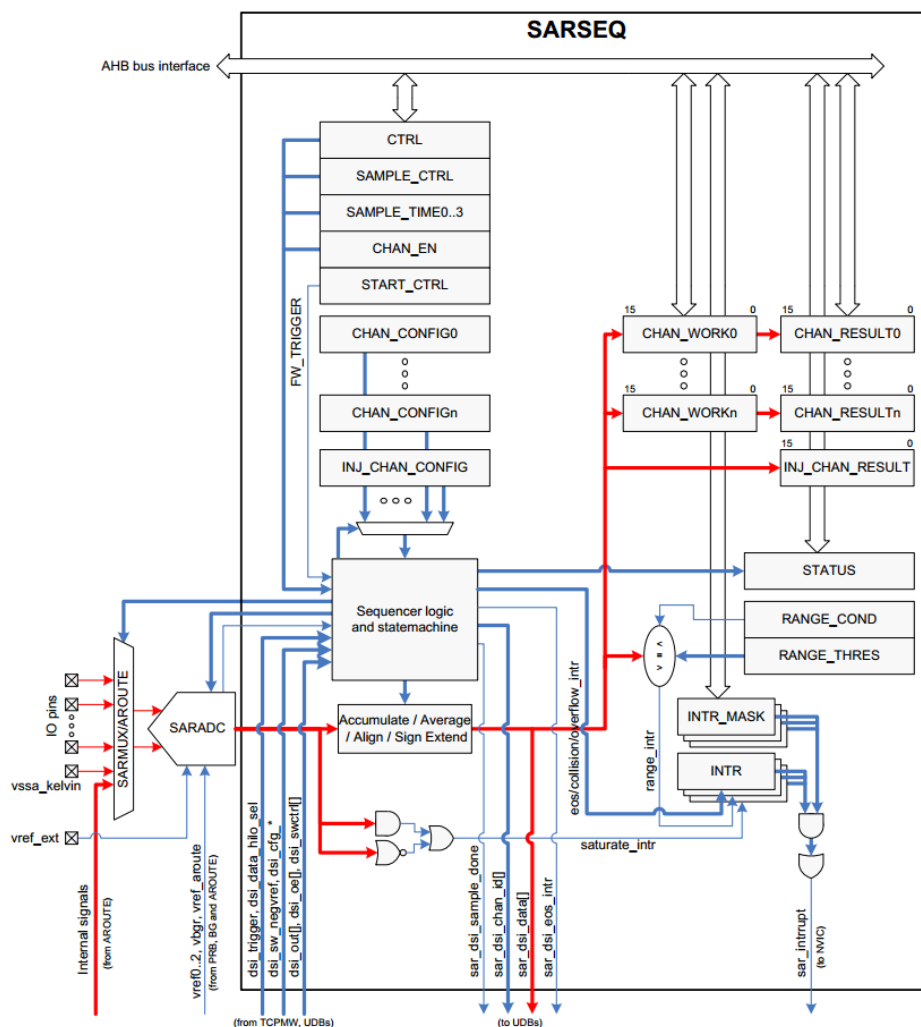 SARSEQ
AHB bus interface
CTRL
SAMPLE_CTRL
SAMPLE_TIME0..3
CHAN_EN
START_CTRL
FW_TRIGGER
CHAN_CONFIG0
CHAN_CONFIGn
INJ_CHAN_CONFIG
15 0
CHAN_WORK0
15 0
CHAN_RESULT0
15 0
CHAN_WORKn
15 0
CHAN_RESULTn
15 0
INJ_CHAN_RESULT
Sequencer logic
and statemachine
STATUS
RANGE_COND
RANGE_THRES
< = >
SARMUX/AROUTE
IO pins
vssa_kelvin
vref_ext
SARADC
Accumulate / Average
/ Align / Sign Extend
eos/collision/overflow_intr
range_intr
INTR_MASK
INTR
saturate_intr
Internal signals
(from AROUTE)
vref0..2, vbgr, vref_aroute
(from PRB, BG and AROUTE)
dsi_trigger, dsi_data_hilo_sel
dsi_sw_negvref, dsi_cfg_*
dsi_out[], dsi_oe[], dsi_swctrl[]
(from TCPMW, UDBs)
sar_dsi_sample_done
sar_dsi_chan_id[]
sar_dsi_data[]
sar_dsi_eos_intr
(to UDBs)
sar_intrrupt
(to NVIC)